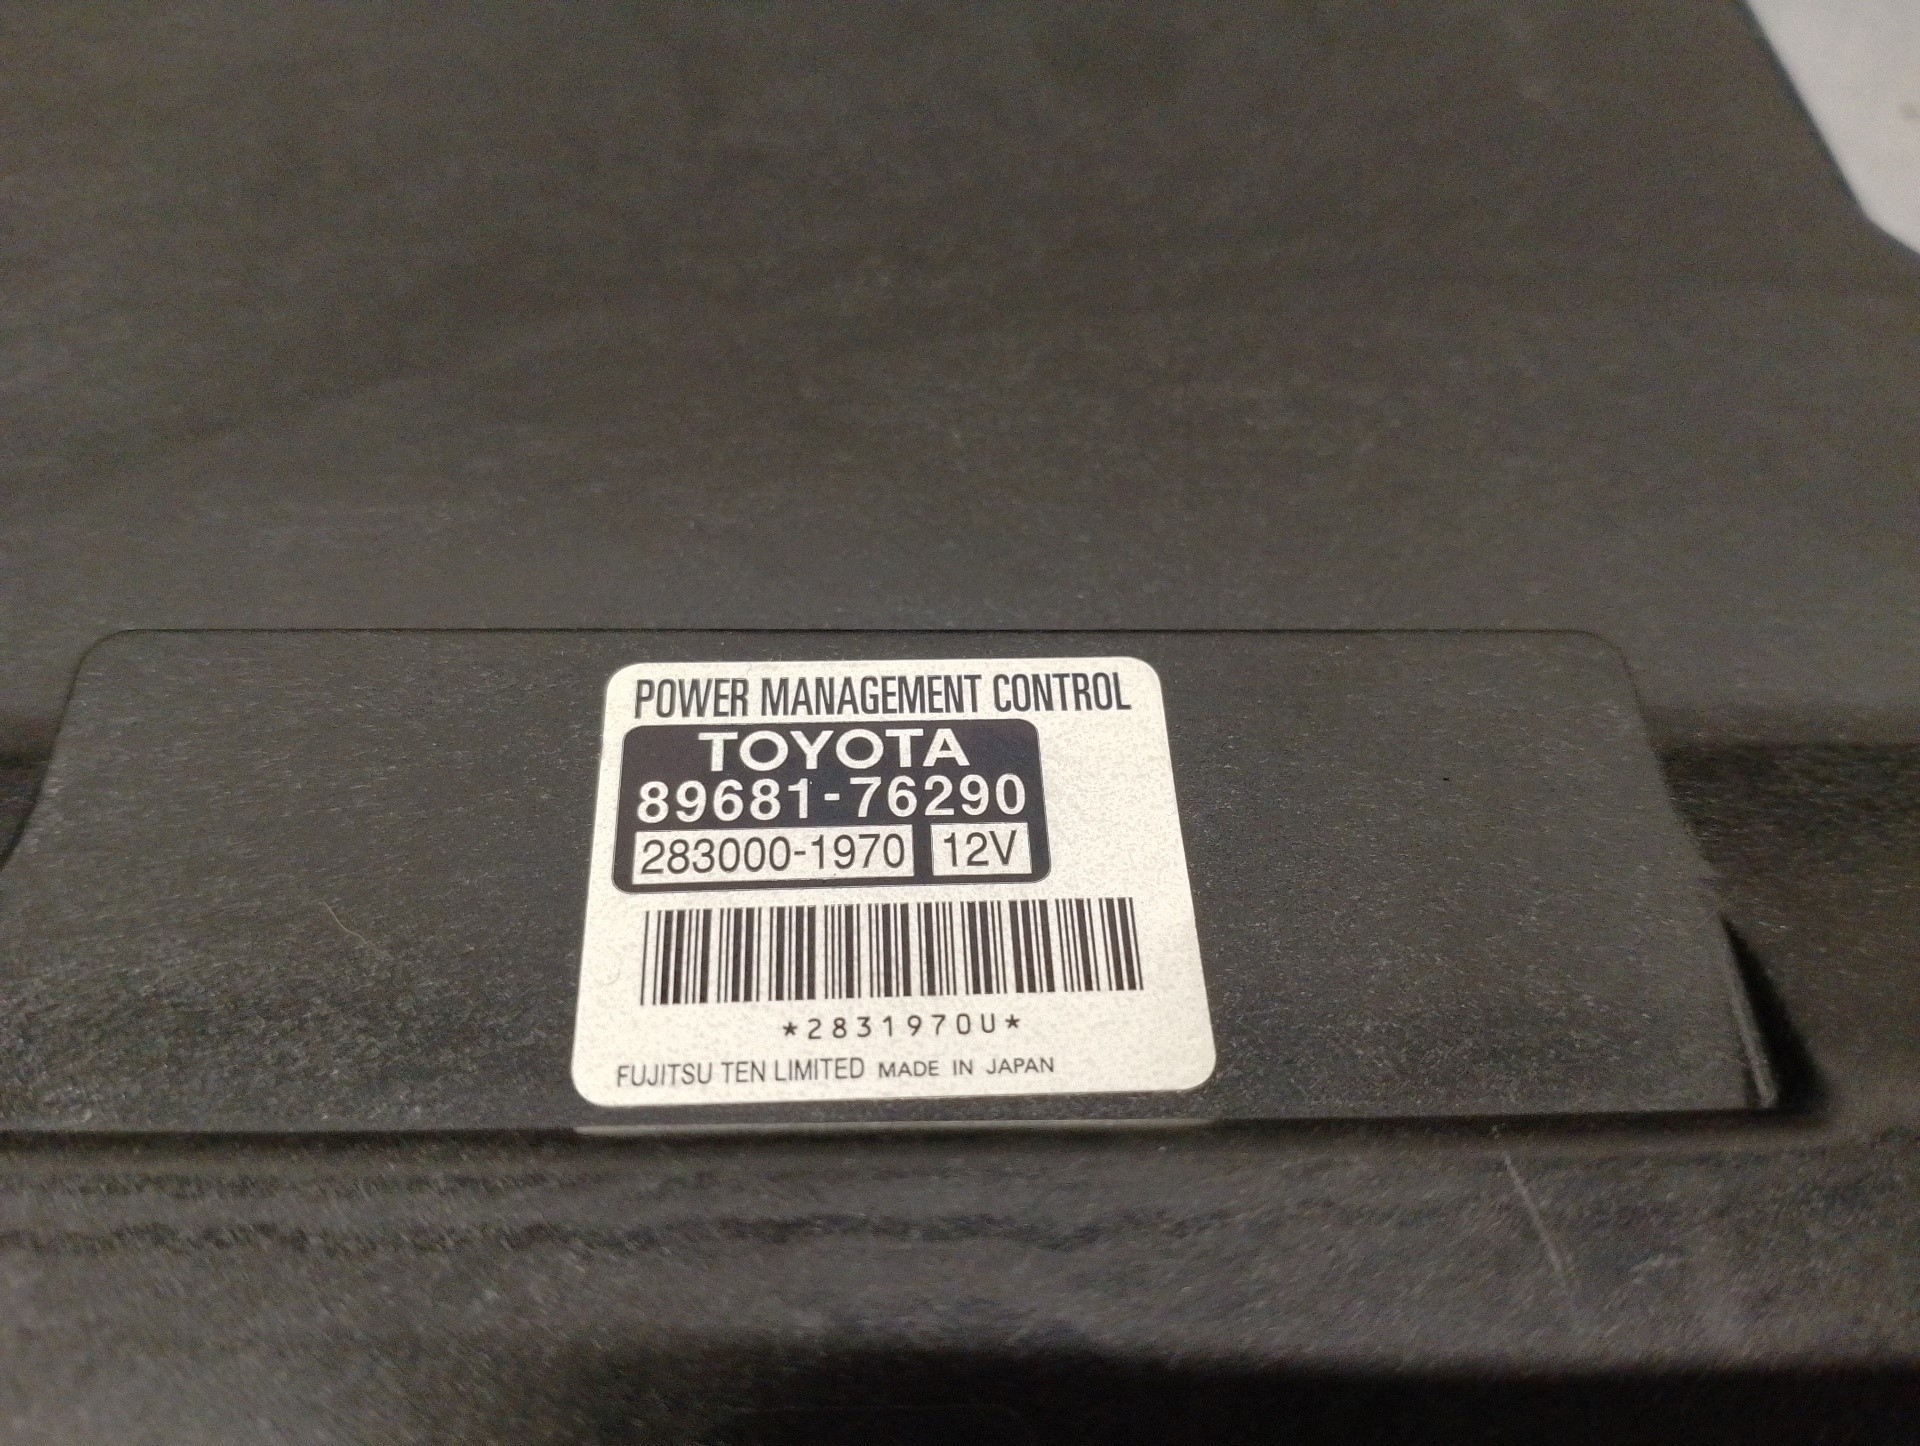 POWER MANAGEMENT CONTROL
TOYOTA
89681-76290
283000-1970 12V
*2831970U*
FUJITSU TEN LIMITED MADE IN JAPAN